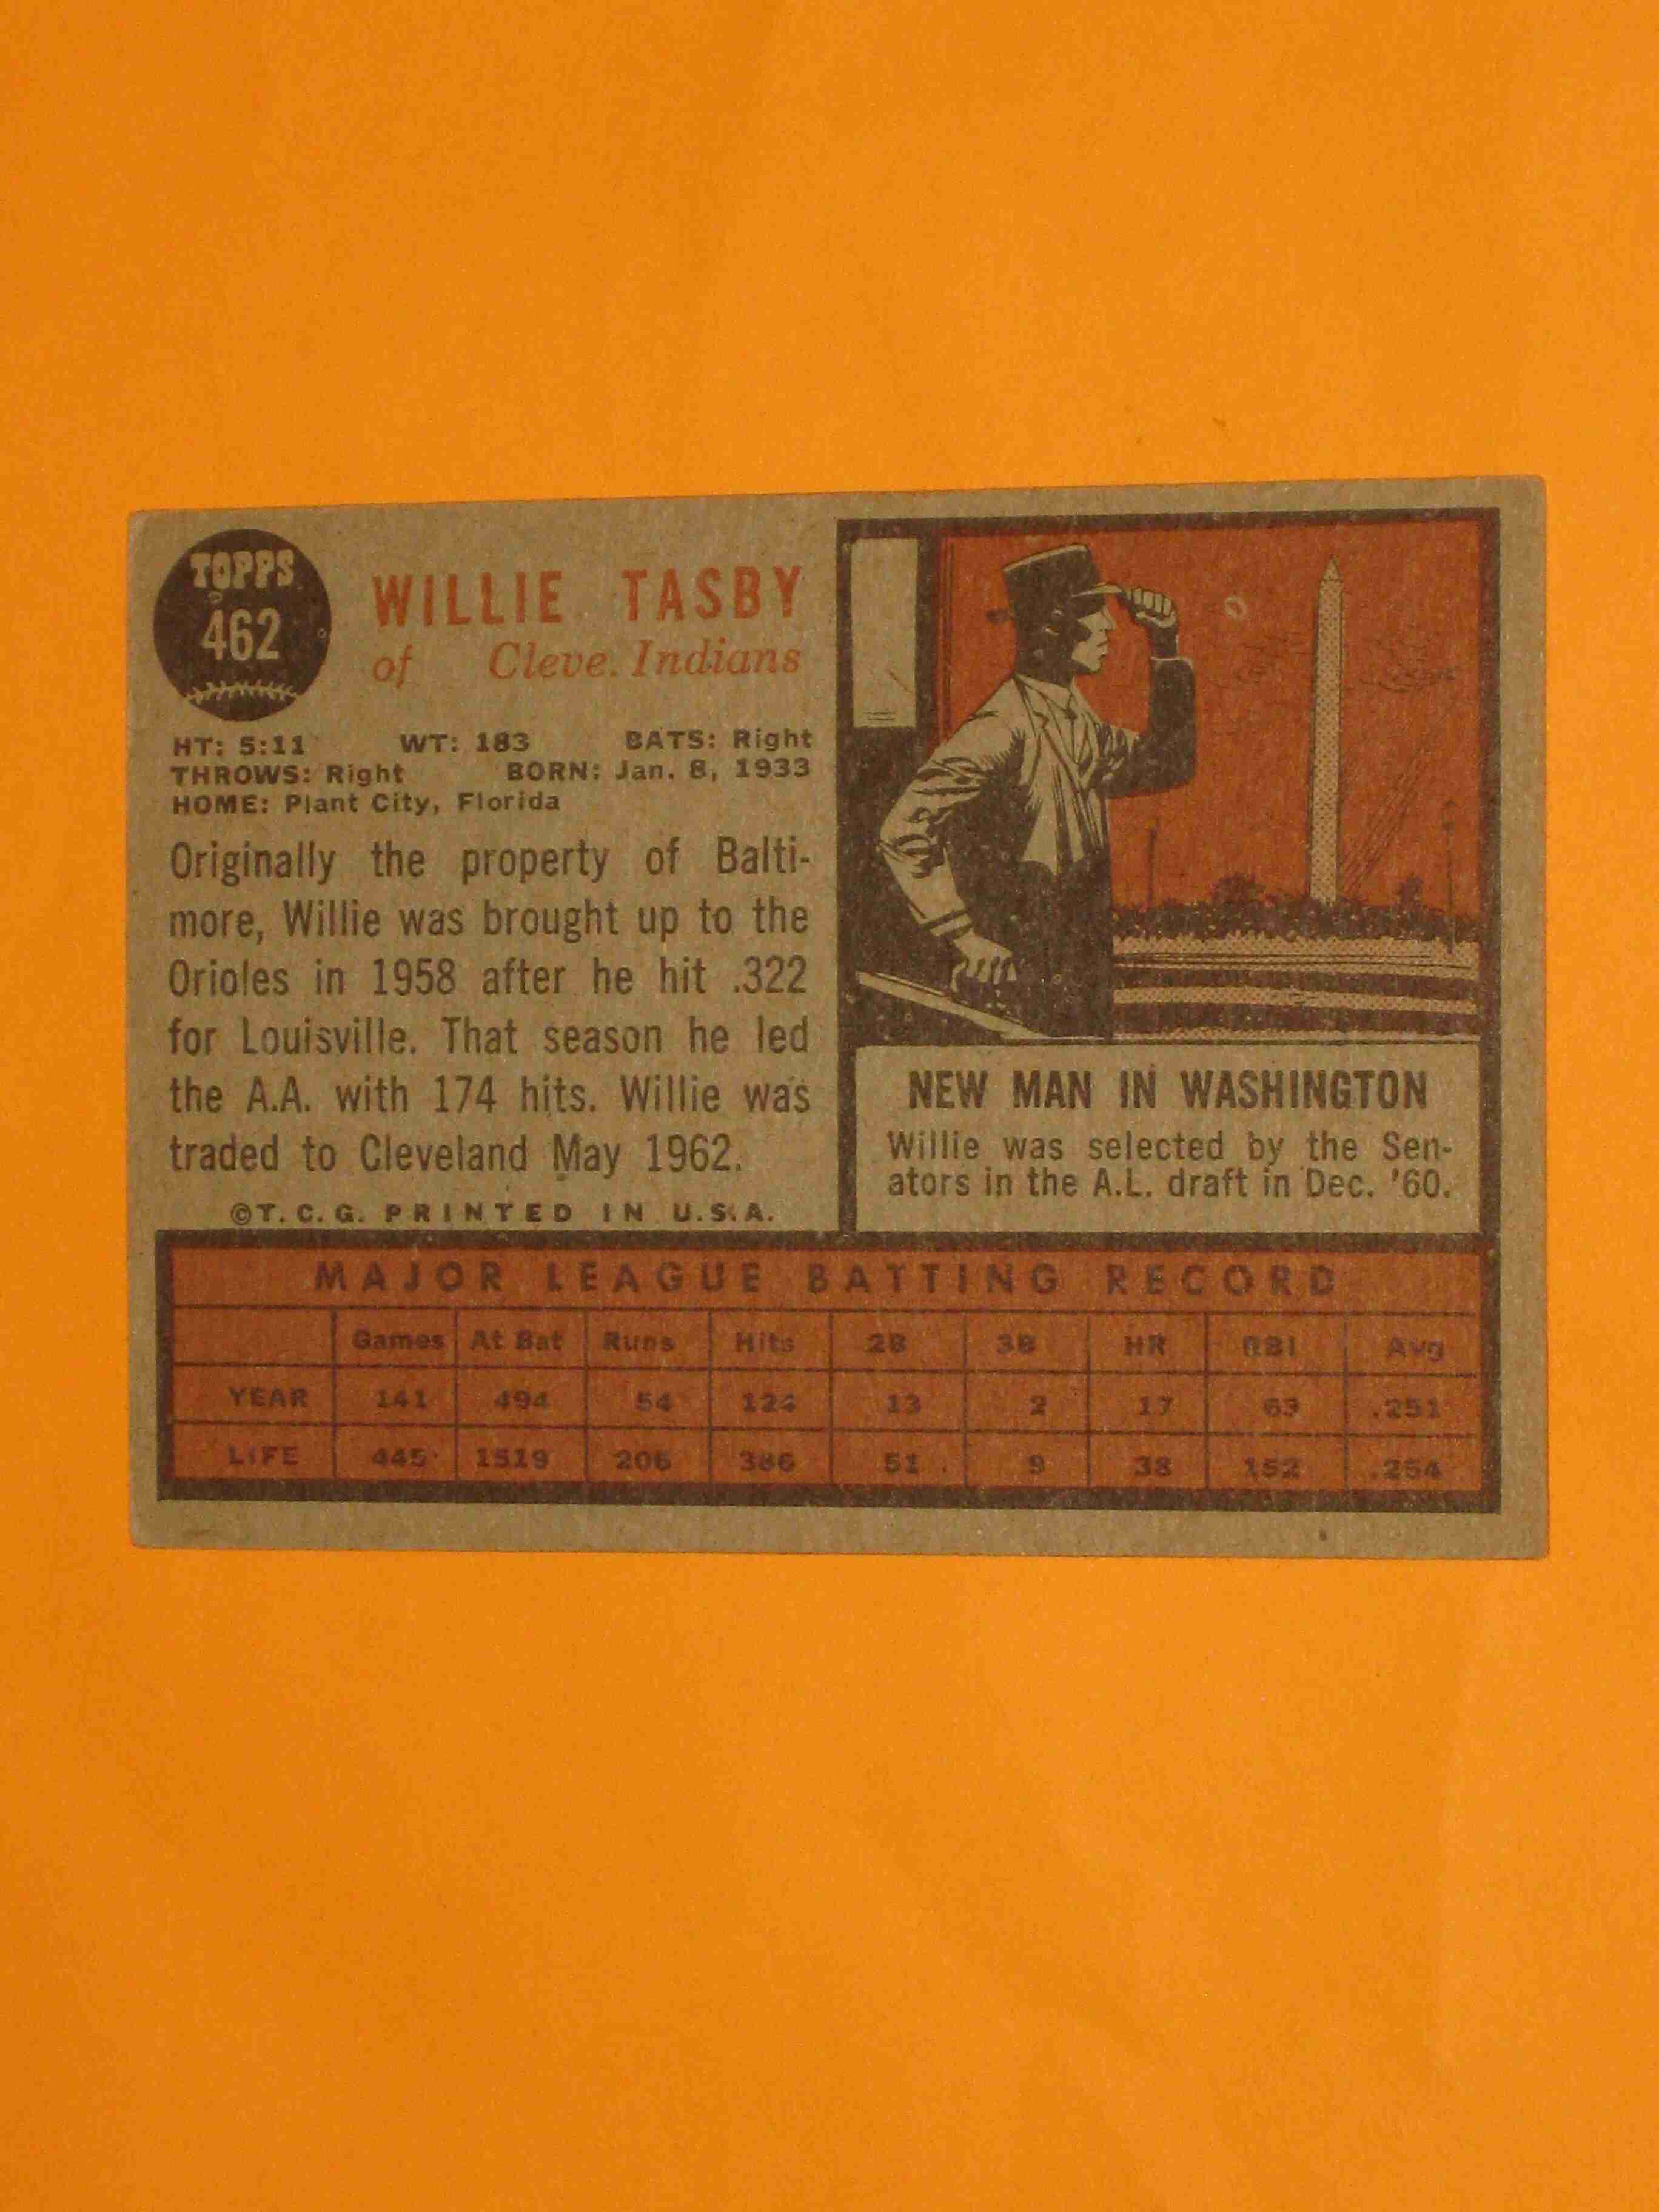 TOPPS
462
WILLIE TASBY
of Cleve. Indians
HT: 5:11 WT: 183 BATS: Right
THROWS: Right BORN: Jan. 8, 1933
HOME: Plant City, Florida
Originally the property of Balti-
more, Willie was brought up to the
Orioles in 1958 after he hit .322
for Louisville. That season he led
the A.A. with 174 hits. Willie was
traded to Cleveland May 1962.
©T.C.G. PRINTED IN U.S.A.
NEW MAN IN WASHINGTON
Willie was selected by the Sen-
ators in the A.L. draft in Dec. '60.
MAJOR LEAGUE BATTING RECORD
Games At Bat Runs Hits 2B 3B HR RBI Avg
YEAR 141 494 54 124 13 2 17 63 .251
LIFE 445 1519 206 386 51 9 38 152 .254